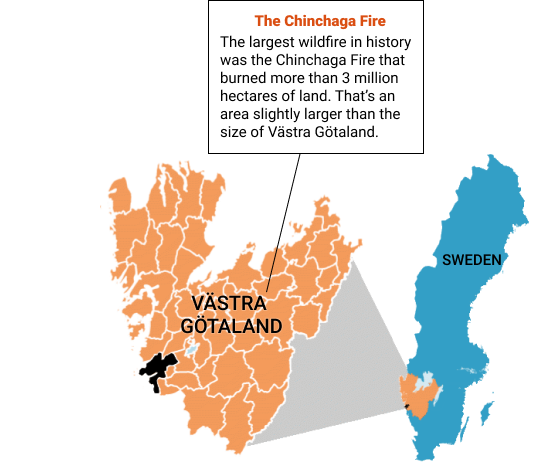 The Chinchaga Fire
The largest wildfire in history
was the Chinchaga Fire that
burned more than 3 million
hectares of land. That's an
area slightly larger than the
size of Västra Götaland.
SWEDEN
VÄSTRA
GÖTALAND